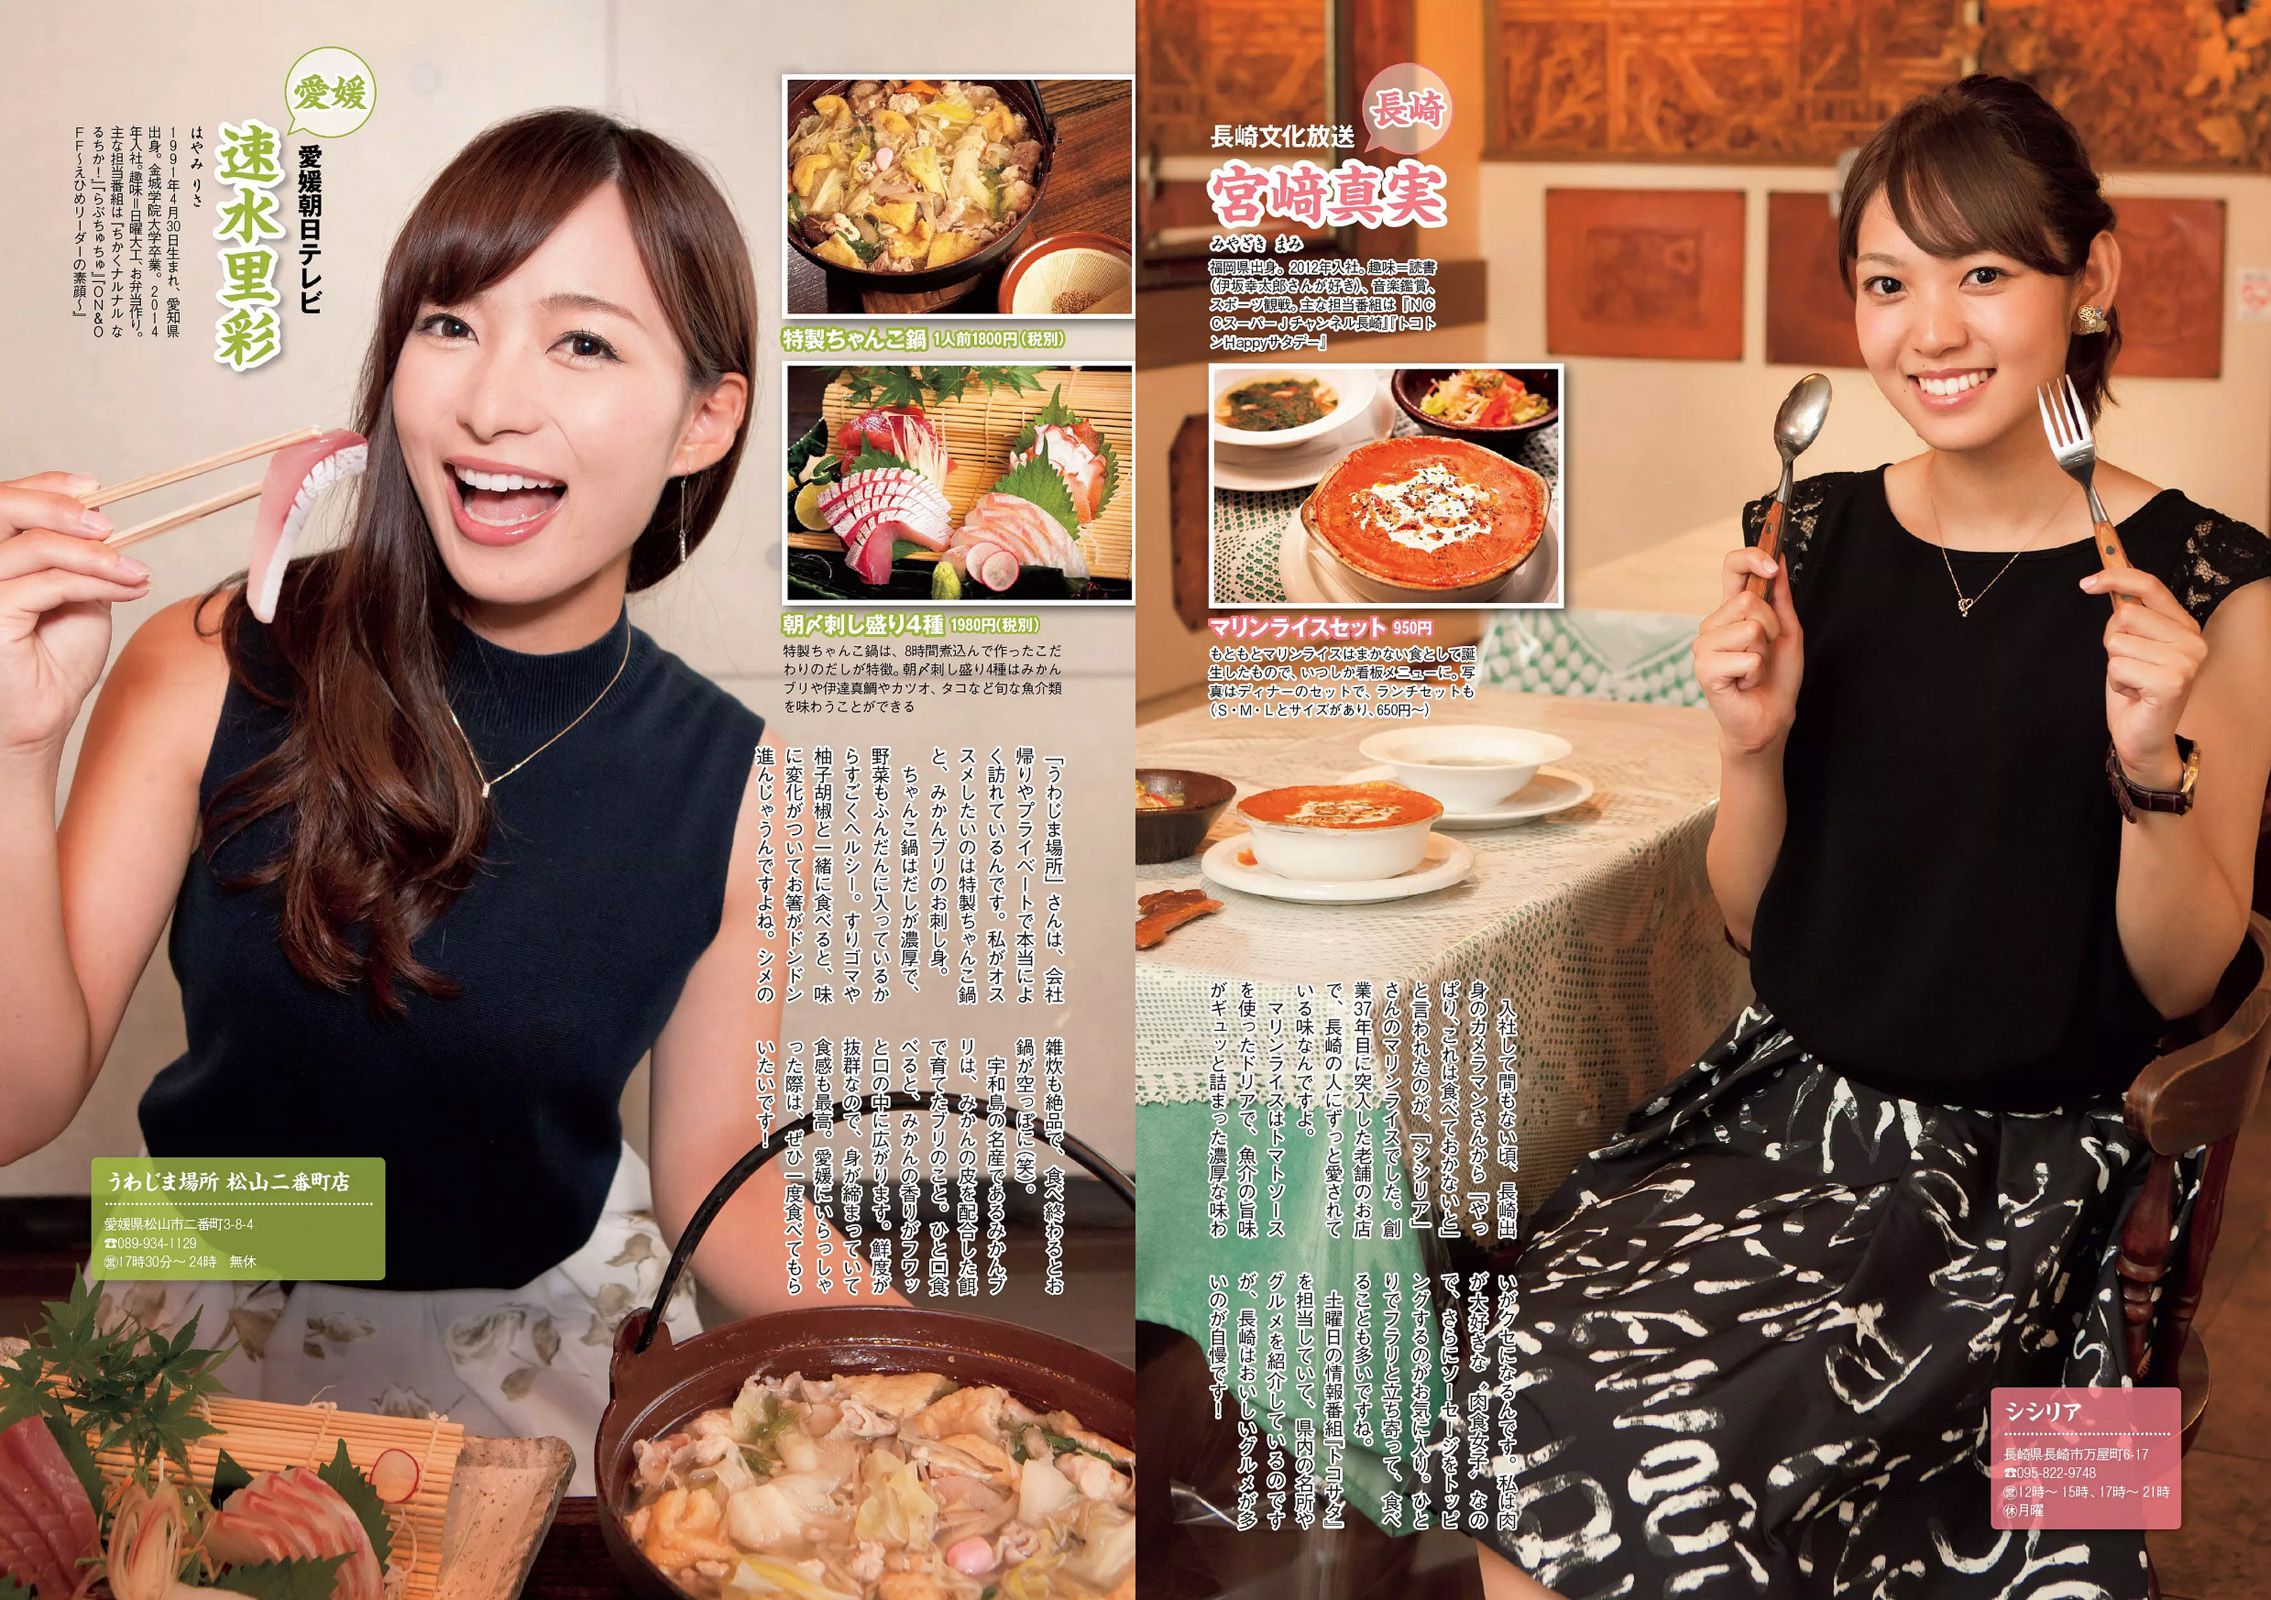 愛媛
愛媛朝日テレビ
速水里彩
はやみ りさ
1991年4月30日生まれ、愛知県
出身。金城学院大学卒業。2014
年入社。趣味＝日曜大工、お弁当作り。
主な担当番組は『ちかくナルナル な
るちか！』『らぶちゅちゅ』『ON＆O
FF～えひめリーダーの素顔～』
特製ちゃんこ鍋 1人前1800円（税別）
朝〆刺し盛り4種 1980円（税別）
特製ちゃんこ鍋は、8時間煮込んで作ったこだ
わりのだしが特徴。朝〆刺し盛り4種はみかん
ブリや伊達真鯛やカツオ、タコなど旬な魚介類
を味わうことができる
「うわじま場所」さんは、会社
帰りやプライベートで本当によ
く訪れているんです。私がオス
スメしたいのは特製ちゃんこ鍋
と、みかんブリのお刺し身。
ちゃんこ鍋はだしが濃厚で、
野菜もふんだんに入っているか
らすごくヘルシー。すりゴマや
柚子胡椒と一緒に食べると、味
に変化がついてお箸がドンドン
進んじゃうんですよね。シメの
雑炊も絶品で、食べ終わるとお
鍋が空っぽに（笑）。
宇和島の名産であるみかんブ
リは、みかんの皮を配合した餌
で育てたブリのこと。ひと口食
べると、みかんの香りがフワッ
と口の中に広がります。鮮度が
抜群なので、身が締まっていて
食感も最高。愛媛にいらっしゃ
った際は、ぜひ一度食べてもら
いたいです！
うわじま場所 松山二番町店
愛媛県松山市二番町3-8-4
☎089-934-1129
㊡17時30分～24時　無休
長崎
長崎文化放送
宮﨑真実
みやざき まみ
福岡県出身。2012年入社。趣味＝読書
（伊坂幸太郎さんが好き）、音楽鑑賞、
スポーツ観戦。主な担当番組は『NC
CスーパーJチャンネル長崎』『トコト
ンHappyサタデー』
マリンライスセット 950円
もともとマリンライスはまかない食として誕
生したもので、いつしか看板メニューに。写
真はディナーのセットで、ランチセットも
（S・M・Lとサイズがあり、650円～）
入社して間もない頃、長崎出
身のカメラマンさんから「やっ
ぱり、これは食べておかないと」
と言われたのが、「シシリア」
さんのマリンライスでした。創
業37年目に突入した老舗のお店
で、長崎の人にずっと愛されて
いる味なんですよ。
マリンライスはトマトソース
を使ったドリアで、魚介の旨味
がギュッと詰まった濃厚な味わ
いがクセになるんです。私は肉
が大好きな〝肉食女子〟なの
で、さらにソーセージをトッピ
ングするのがお気に入り。ひと
りでフラリと立ち寄って、食べ
ることも多いですね。
土曜日の情報番組『トコサタ』
を担当していて、県内の名所や
グルメを紹介しているのです
が、長崎はおいしいグルメが多
いのが自慢です！
シシリア
長崎県長崎市万屋町6-17
☎095-822-9748
㊡12時～15時、17時～21時
㊡月曜